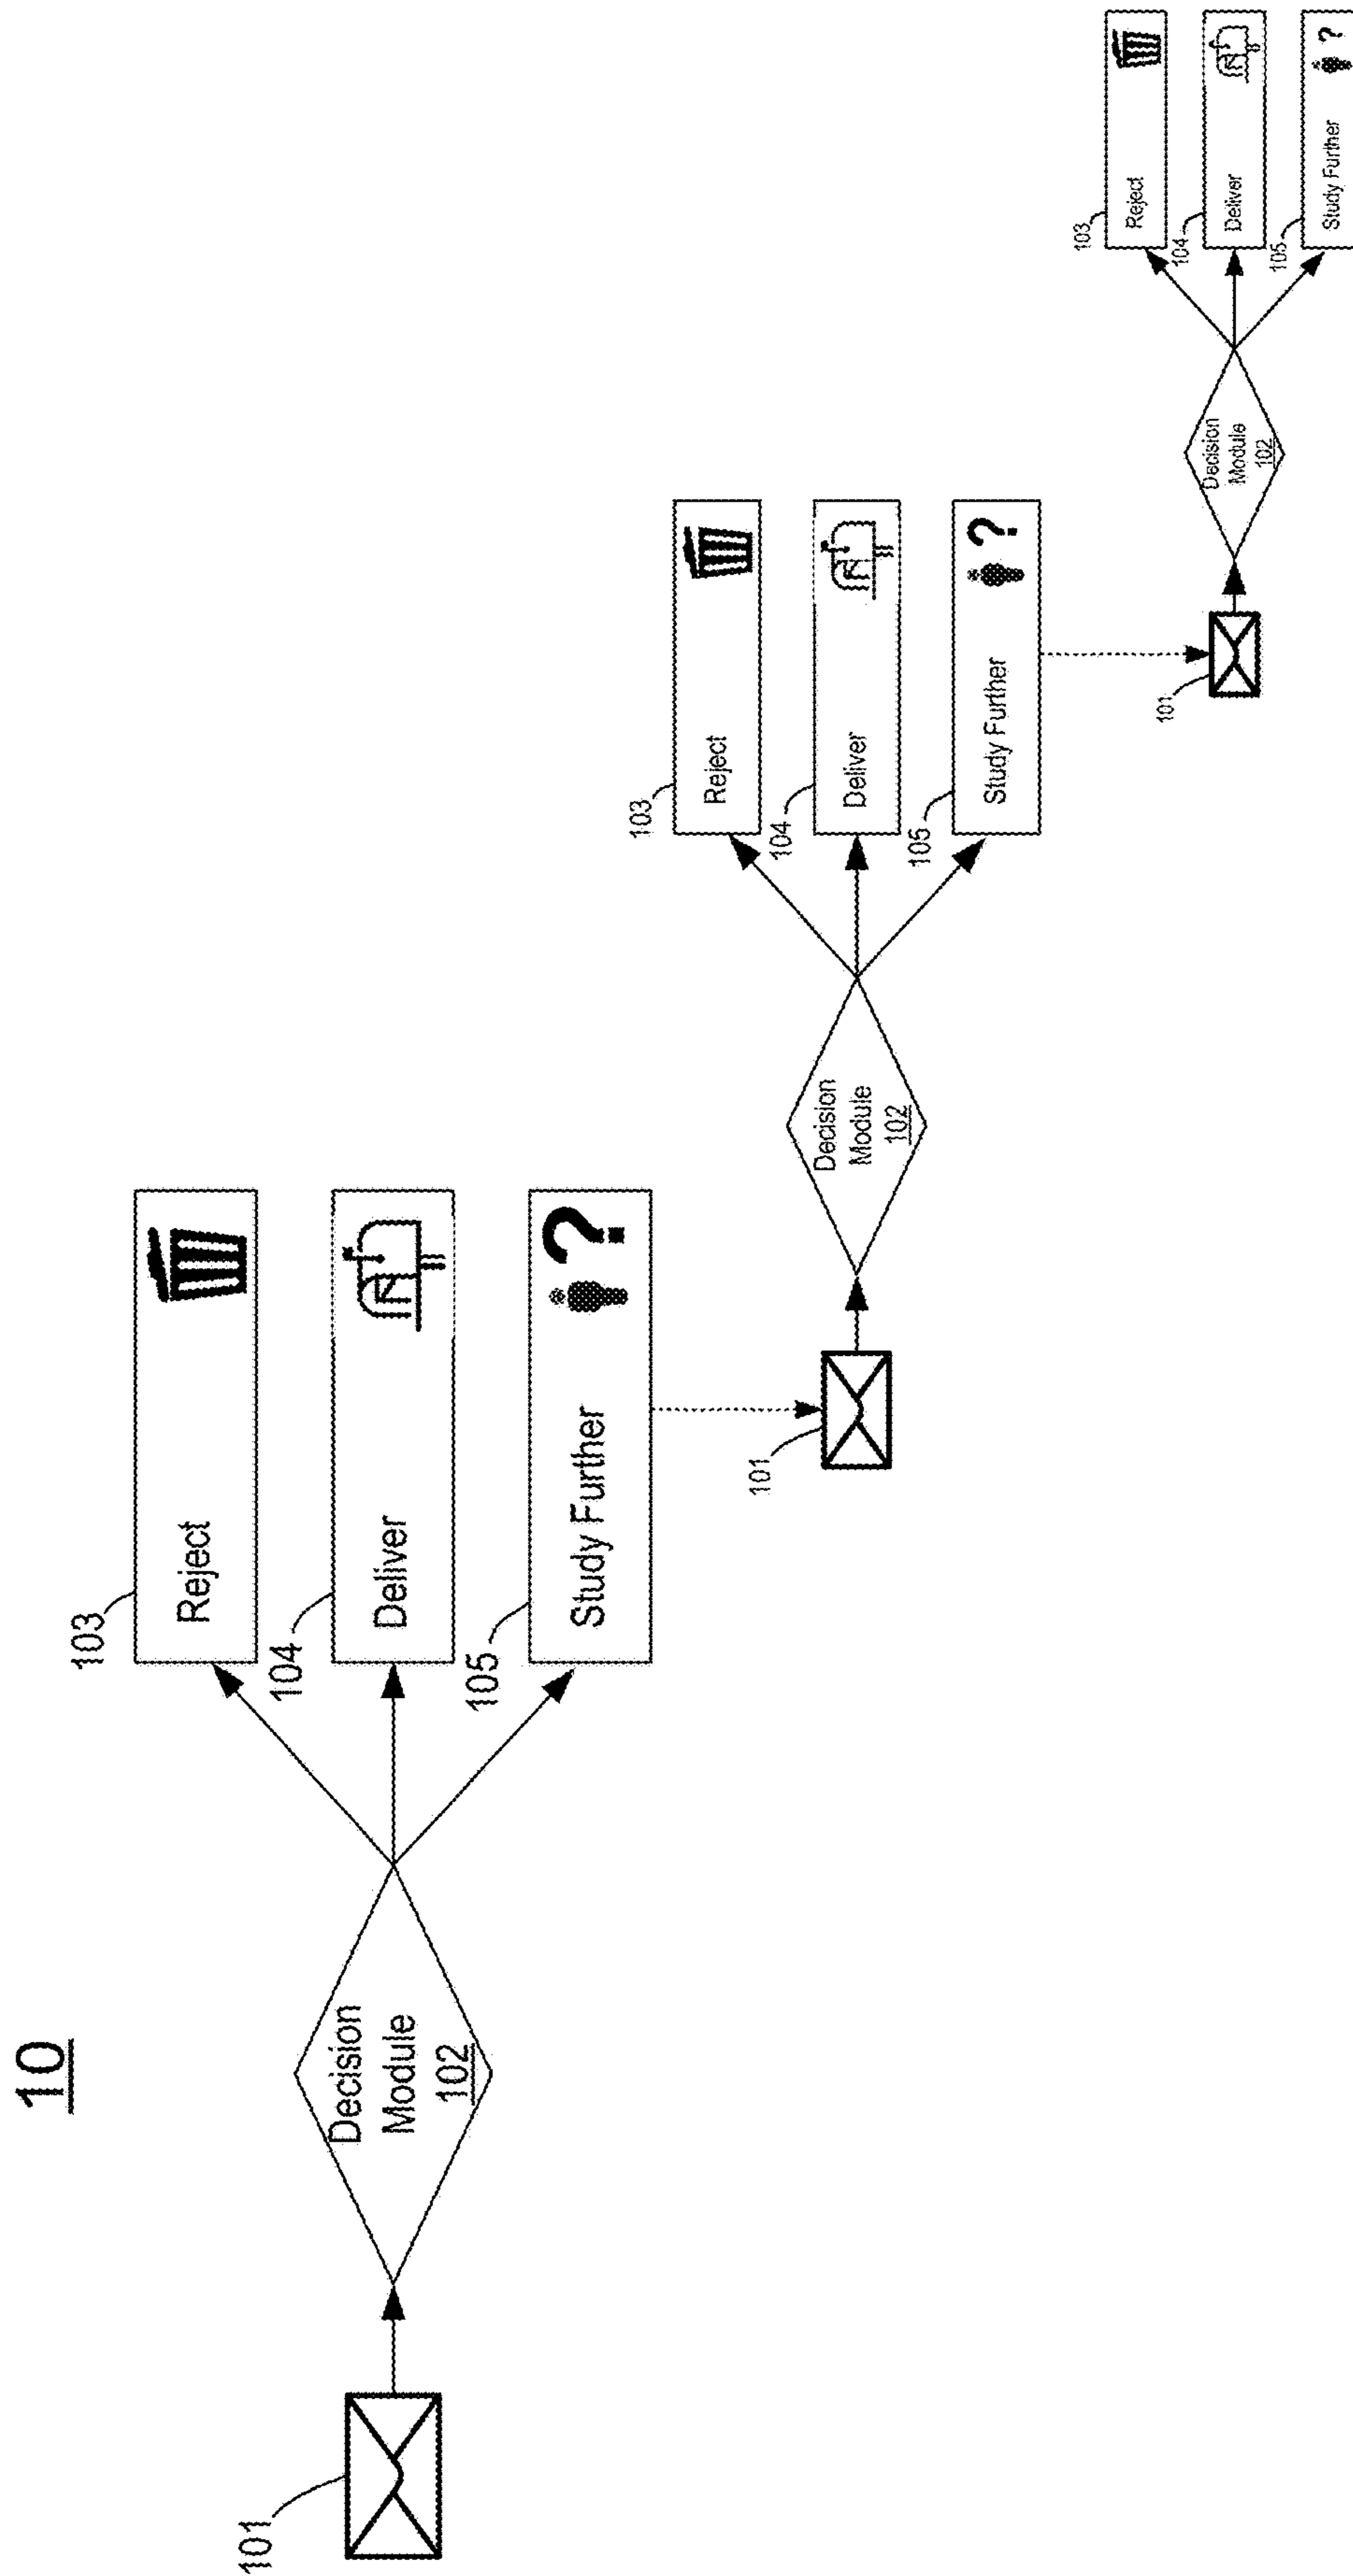 10
101
Decision
Module
102
103
Reject
104
Deliver
105
Study Further
101
Decision
Module
102
103
Reject
104
Deliver
105
Study Further
?
101
Decision
Module
102
103
Reject
104
Deliver
105
Study Further
?
?